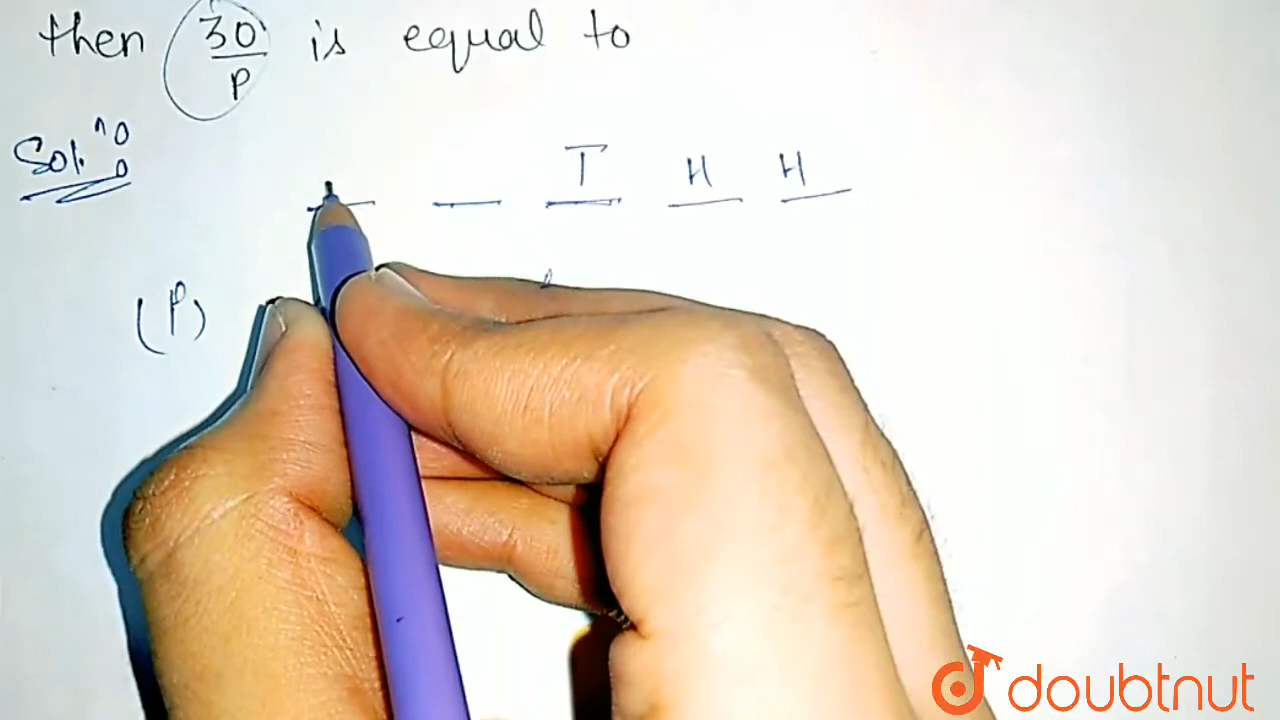 then 30/P is equal to
Sol.ⁿ
T H H
(P)
doubtnut